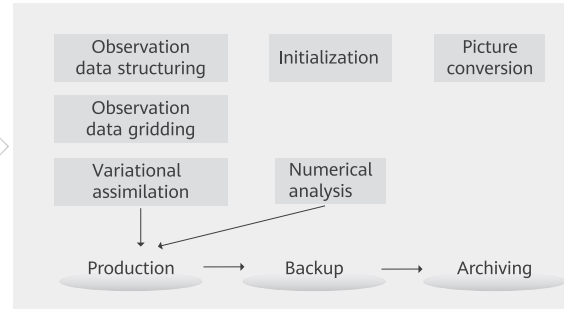 Observation
data structuring
Initialization
Picture
conversion
Observation
data gridding
Variational
assimilation
Numerical
analysis
Production
Backup
Archiving